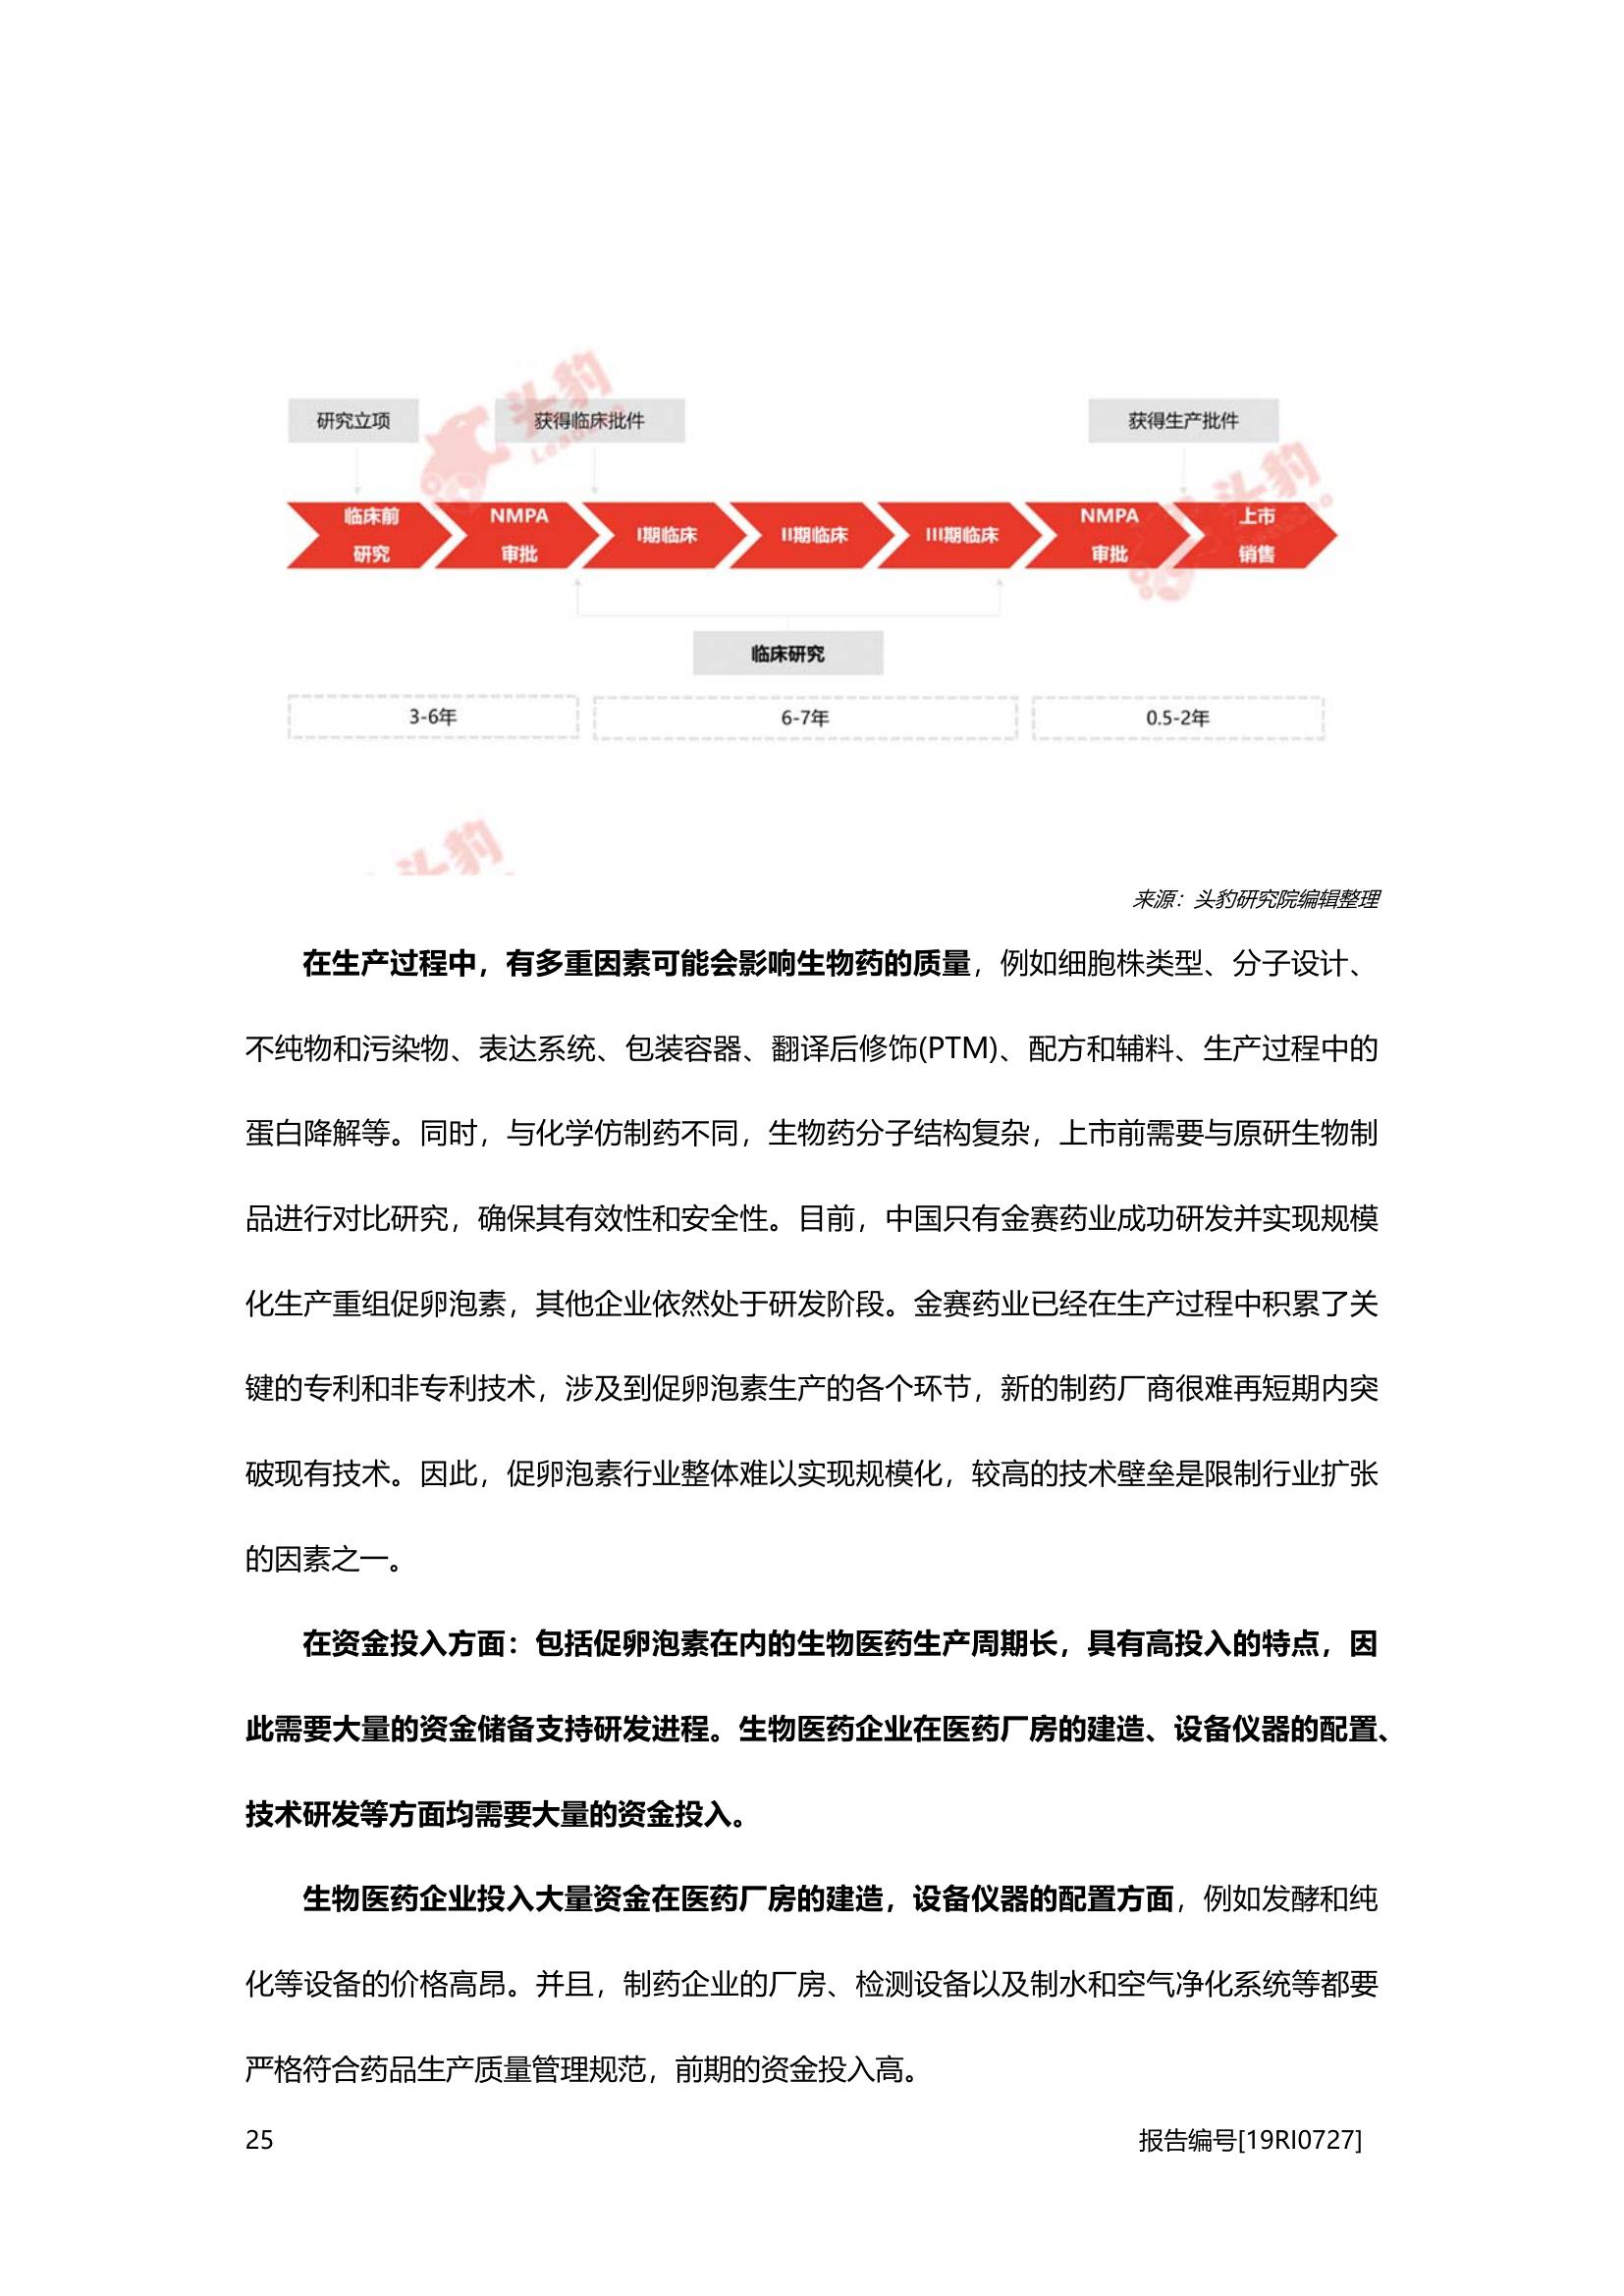 研究立项
获得临床批件
获得生产批件
临床前
研究
NMPA
审批
I期临床
II期临床
III期临床
NMPA
审批
上市
销售
临床研究
3-6年
6-7年
0.5-2年
头豹
头豹
头豹
来源：头豹研究院编辑整理
在生产过程中，有多重因素可能会影响生物药的质量，例如细胞株类型、分子设计、
不纯物和污染物、表达系统、包装容器、翻译后修饰(PTM)、配方和辅料、生产过程中的
蛋白降解等。同时，与化学仿制药不同，生物药分子结构复杂，上市前需要与原研生物制
品进行对比研究，确保其有效性和安全性。目前，中国只有金赛药业成功研发并实现规模
化生产重组促卵泡素，其他企业依然处于研发阶段。金赛药业已经在生产过程中积累了关
键的专利和非专利技术，涉及到促卵泡素生产的各个环节，新的制药厂商很难再短期内突
破现有技术。因此，促卵泡素行业整体难以实现规模化，较高的技术壁垒是限制行业扩张
的因素之一。
在资金投入方面：包括促卵泡素在内的生物医药生产周期长，具有高投入的特点，因
此需要大量的资金储备支持研发进程。生物医药企业在医药厂房的建造、设备仪器的配置、
技术研发等方面均需要大量的资金投入。
生物医药企业投入大量资金在医药厂房的建造，设备仪器的配置方面，例如发酵和纯
化等设备的价格高昂。并且，制药企业的厂房、检测设备以及制水和空气净化系统等都要
严格符合药品生产质量管理规范，前期的资金投入高。
25
报告编号[19RI0727]